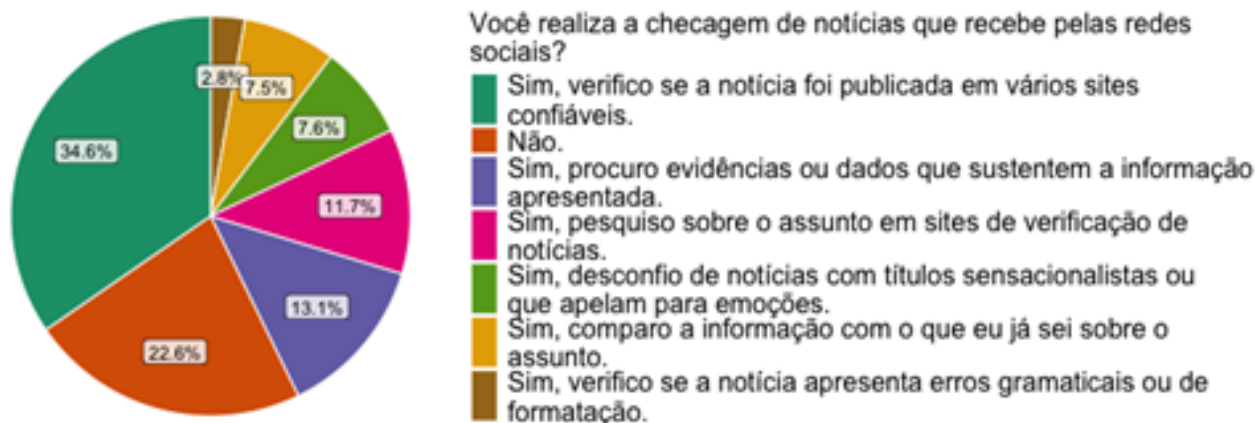 2.8%
7.5%
7.6%
34.6%
11.7%
13.1%
22.6%
Você realiza a checagem de notícias que recebe pelas redes
sociais?
Sim, verifico se a notícia foi publicada em vários sites
confiáveis.
Não.
Sim, procuro evidências ou dados que sustentem a informação
apresentada.
Sim, pesquiso sobre o assunto em sites de verificação de
notícias.
Sim, desconfio de notícias com títulos sensacionalistas ou
que apelam para emoções.
Sim, comparo a informação com o que eu já sei sobre o
assunto.
Sim, verifico se a notícia apresenta erros gramaticais ou de
formatação.